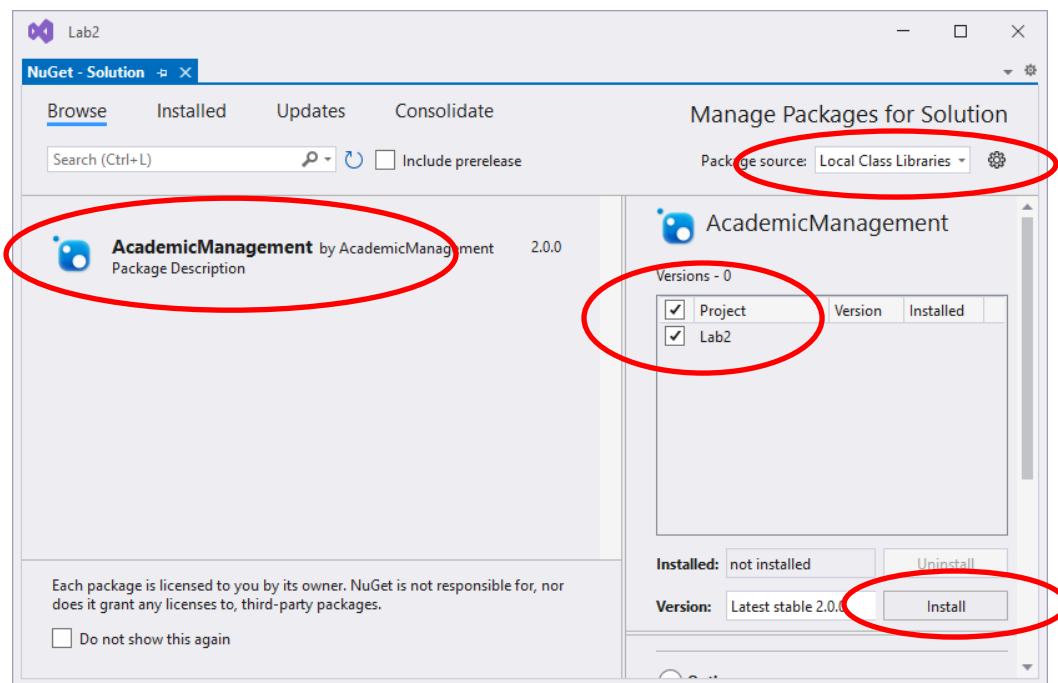 Lab2
NuGet - Solution
Browse Installed Updates Consolidate
Manage Packages for Solution
Search (Ctrl+L)
Include prerelease
Package source: Local Class Libraries
AcademicManagement by AcademicManagement 2.0.0
Package Description
AcademicManagement
Versions - 0
Project Version Installed
Lab2
Each package is licensed to you by its owner. NuGet is not responsible for, nor
does it grant any licenses to, third-party packages.
Do not show this again
Installed: not installed Uninstall
Version: Latest stable 2.0.0 Install